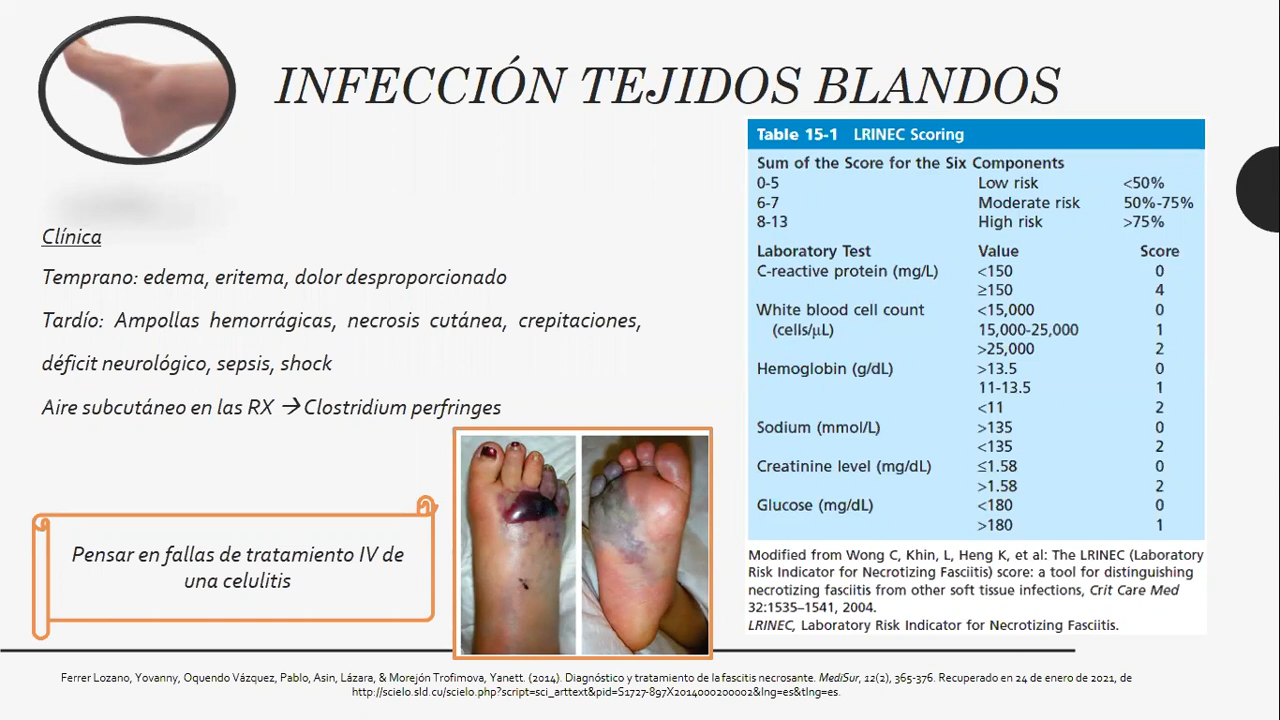 INFECCIÓN TEJIDOS BLANDOS
Clínica
Temprano: edema, eritema, dolor desproporcionado
Tardío: Ampollas hemorrágicas, necrosis cutánea, crepitaciones,
déficit neurológico, sepsis, shock
Aire subcutáneo en las RX → Clostridium perfringes
Pensar en fallas de tratamiento IV de
una celulitis
Table 15-1 LRINEC Scoring
Sum of the Score for the Six Components
0-5 Low risk <50%
6-7 Moderate risk 50%-75%
8-13 High risk >75%
Laboratory Test Value Score
C-reactive protein (mg/L) <150 0
≥150 4
White blood cell count <15,000 0
(cells/μL) 15,000-25,000 1
>25,000 2
Hemoglobin (g/dL) >13.5 0
11-13.5 1
<11 2
Sodium (mmol/L) >135 0
<135 2
Creatinine level (mg/dL) ≤1.58 0
>1.58 2
Glucose (mg/dL) <180 0
>180 1
Modified from Wong C, Khin, L, Heng K, et al: The LRINEC (Laboratory
Risk Indicator for Necrotizing Fasciitis) score: a tool for distinguishing
necrotizing fasciitis from other soft tissue infections, Crit Care Med
32:1535–1541, 2004.
LRINEC, Laboratory Risk Indicator for Necrotizing Fasciitis.
Ferrer Lozano, Yovanny, Oquendo Vázquez, Pablo, Asin, Lázara, & Morejón Trofimova, Yanett. (2014). Diagnóstico y tratamiento de la fascitis necrosante. MediSur, 12(2), 365-376. Recuperado en 24 de enero de 2021, de
http://scielo.sld.cu/scielo.php?script=sci_arttext&pid=S1727-897X2014000200002&lng=es&tlng=es.